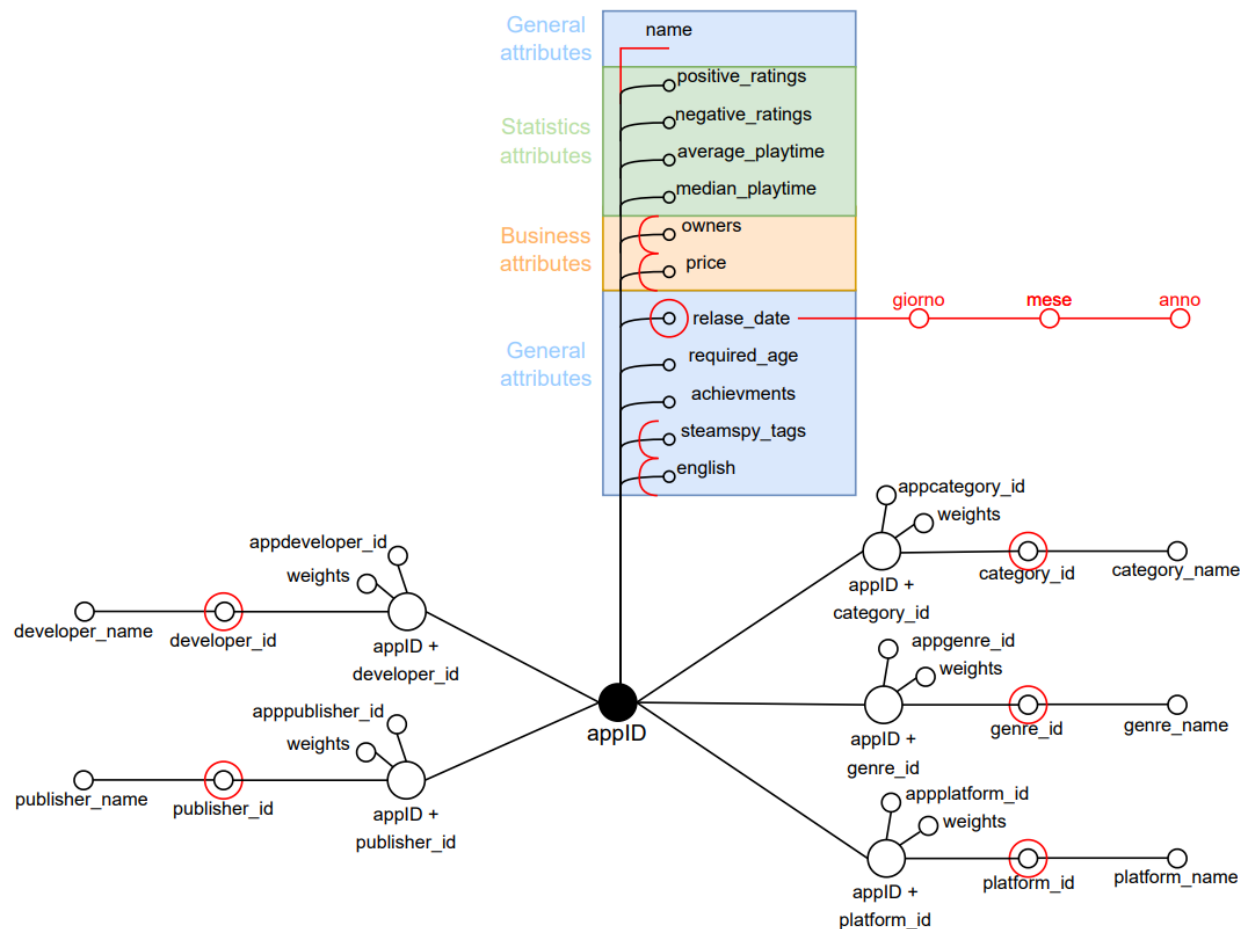 General
attributes
name
Statistics
attributes
positive_ratings
negative_ratings
average_playtime
median_playtime
Business
attributes
owners
price
General
attributes
relase_date
giorno
mese
anno
required_age
achievments
steamspy_tags
english
appdeveloper_id
weights
developer_name
developer_id
appID +
developer_id
apppublisher_id
weights
publisher_name
publisher_id
appID +
publisher_id
appID
appcategory_id
weights
appID +
category_id
category_id
category_name
appgenre_id
weights
appID +
genre_id
genre_id
genre_name
appplatform_id
weights
appID +
platform_id
platform_id
platform_name